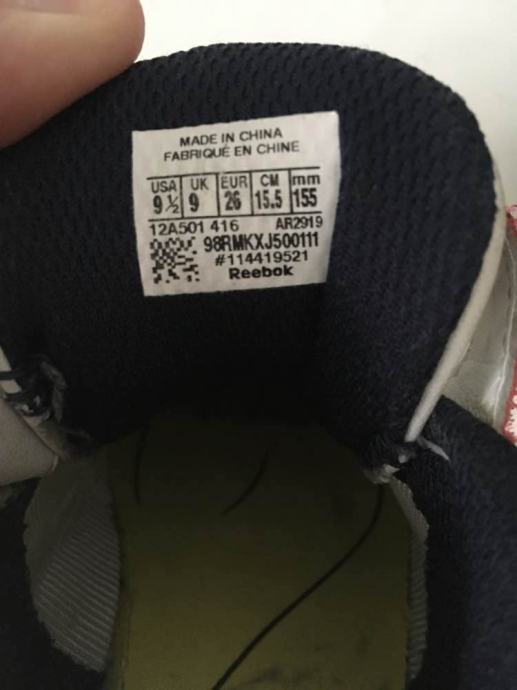 MADE IN CHINA
FABRIQUÉ EN CHINE
USA UK EUR CM mm
9 ½ 9 26 15.5 155
12A501 416 AR2919
98RMKXJ500111
#114419521
Reebok